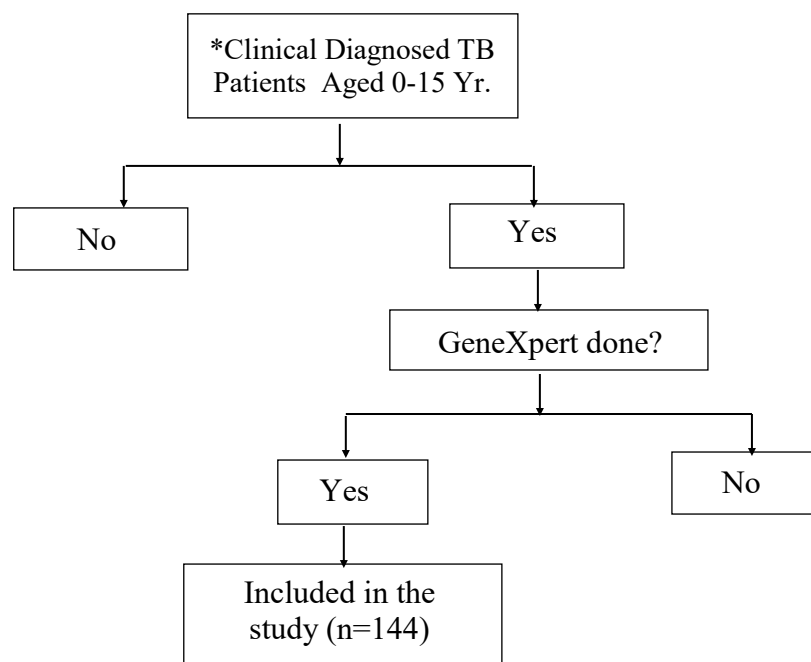 *Clinical Diagnosed TB
Patients Aged 0-15 Yr.
No
Yes
GeneXpert done?
Yes
No
Included in the
study (n=144)